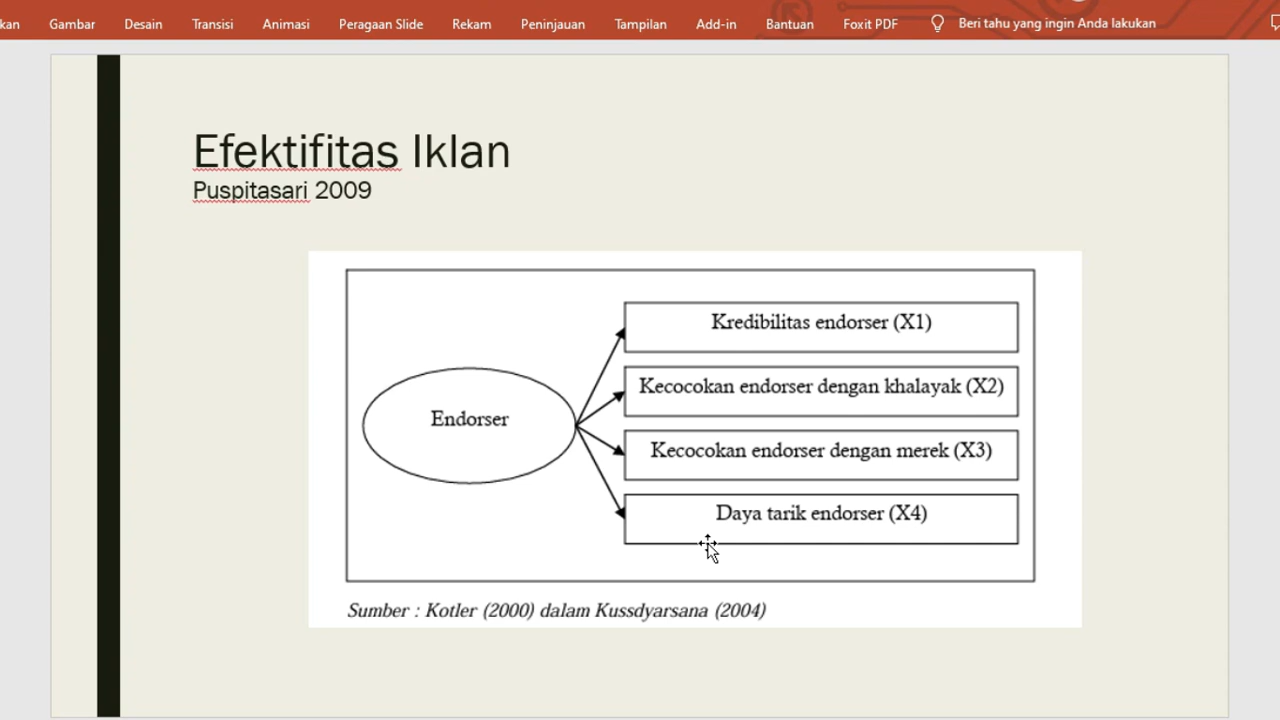 kan Gambar Desain Transisi Animasi Peragaan Slide Rekam Peninjauan Tampilan Add-in Bantuan Foxit PDF Beri tahu yang ingin Anda lakukan
Efektifitas Iklan
Puspitasari 2009
Endorser
Kredibilitas endorser (X1)
Kecocokan endorser dengan khalayak (X2)
Kecocokan endorser dengan merek (X3)
Daya tarik endorser (X4)
Sumber : Kotler (2000) dalam Kussdyarsana (2004)